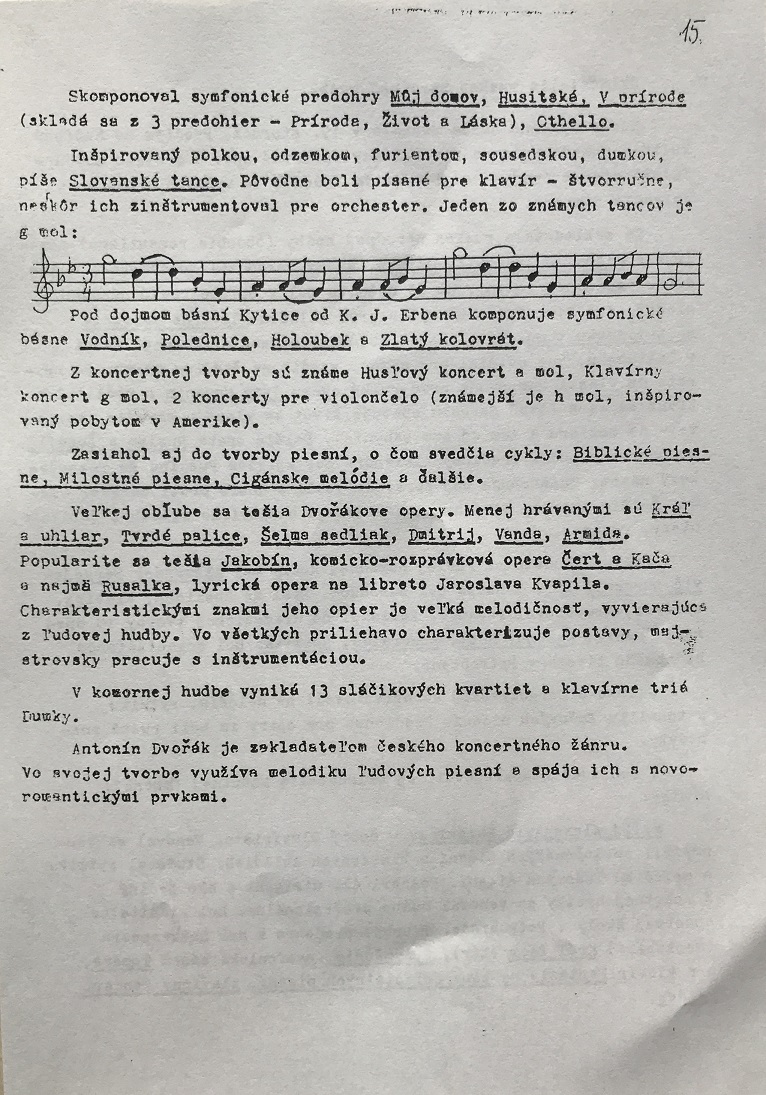 15.
Skomponoval symfonické predohry Můj domov, Husitské, V prírode
(skladá sa z 3 predohier - Príroda, Život a Láska), Othello.
Inšpirovaný polkou, odzemkom, furientom, sousedskou, dumkou,
píše Slovanské tance. Pôvodne boli písané pre klavír - štvorručne,
neskôr ich zinštrumentoval pre orchester. Jeden zo známych tancov je
g mol:
3
4
Pod dojmom básní Kytice od K. J. Erbena komponuje symfonické
básne Vodník, Polednice, Holoubek a Zlatý kolovrát.
Z koncertnej tvorby sú známe Husľový koncert a mol, Klavírny
koncert g mol, 2 koncerty pre violončelo (známejší je h mol, inšpiro-
vaný pobytom v Amerike).
Zasiahol aj do tvorby piesní, o čom svedčia cykly: Biblické pies-
ne, Milostné piesne, Cigánske melódie a ďalšie.
Veľkej obľube sa tešia Dvořákove opery. Menej hrávanými sú Kráľ
a uhliar, Tvrdé palice, Šelma sedliak, Dmitrij, Vanda, Armida.
Popularite sa tešia Jakobín, komicko-rozprávková opera Čert a Kača
a najmä Rusalka, lyrická opera na libreto Jaroslava Kvapila.
Charakteristickými znakmi jeho opier je veľká melodičnosť, vyvierajúca
z ľudovej hudby. Vo všetkých priliehavo charakterizuje postavy, maj-
strovsky pracuje s inštrumentáciou.
V komornej hudbe vyniká 13 sláčikových kvartiet a klavírne triá
Dumky.
Antonín Dvořák je zakladateľom českého koncertného žánru.
Vo svojej tvorbe využíva melodiku ľudových piesní a spája ich s novo-
romantickými prvkami.